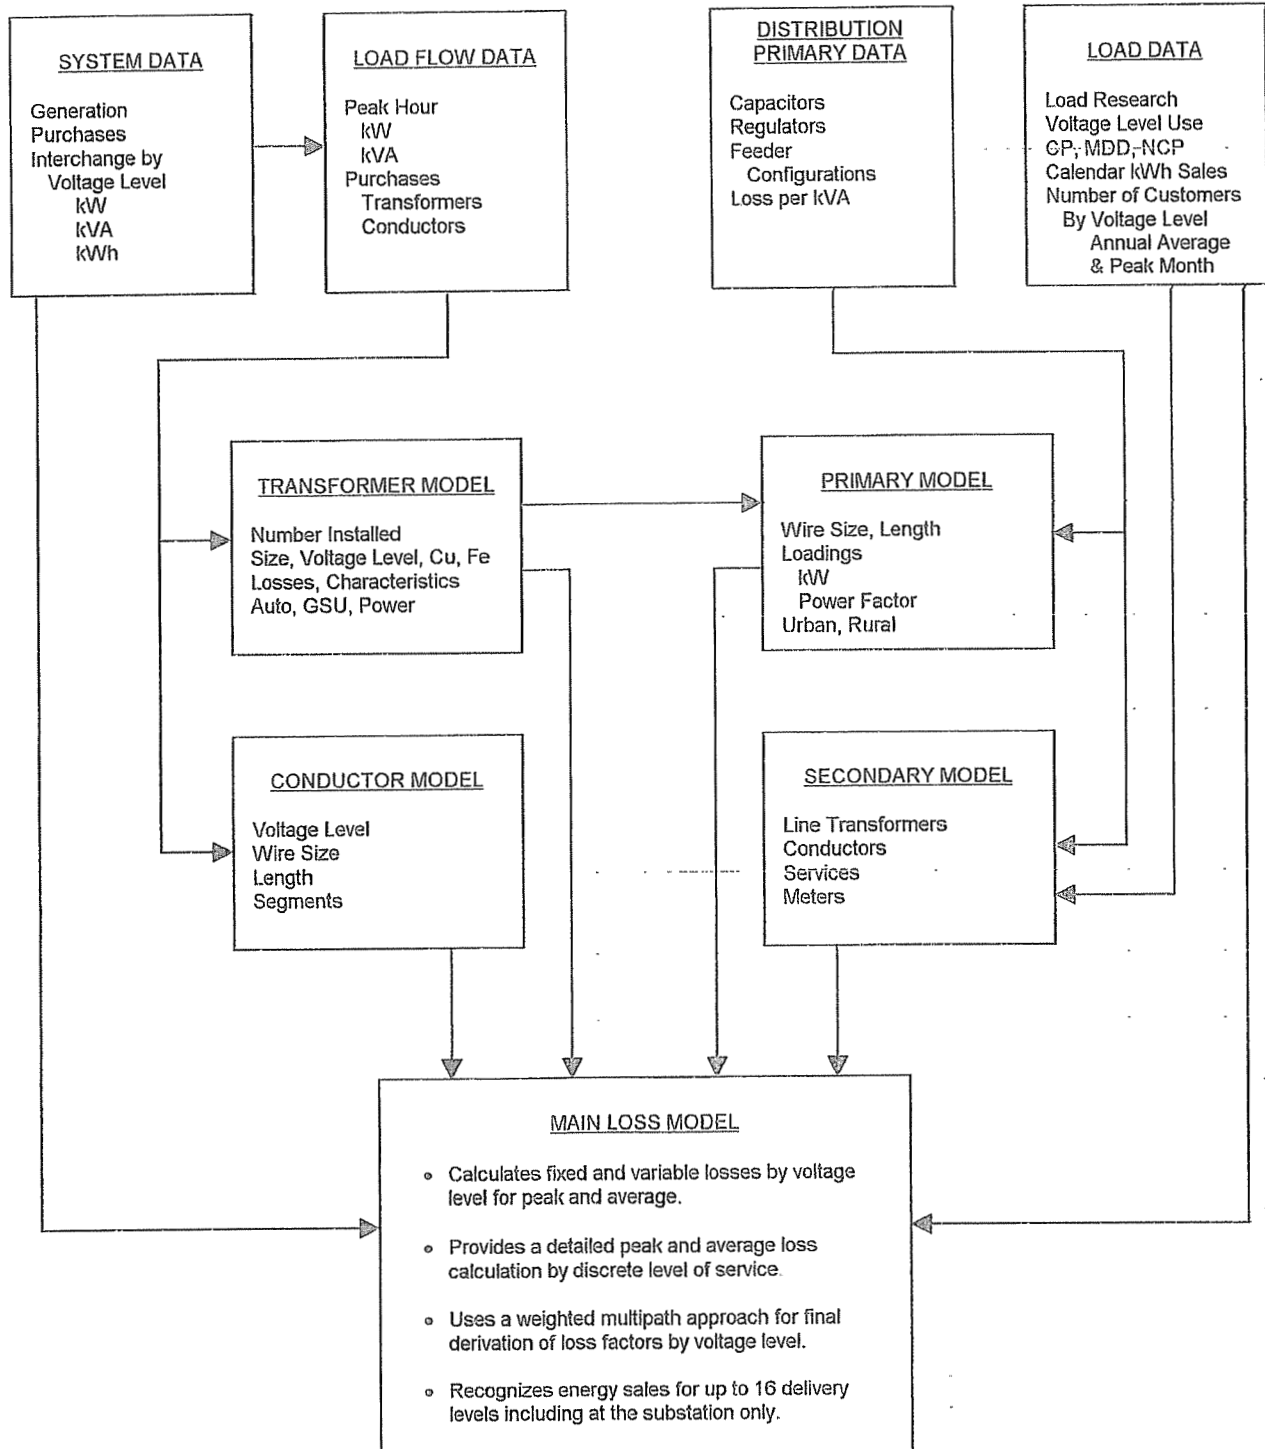 SYSTEM DATA
Generation
Purchases
Interchange by
Voltage Level
kW
kVA
kWh
LOAD FLOW DATA
Peak Hour
kW
kVA
Purchases
Transformers
Conductors
DISTRIBUTION
PRIMARY DATA
Capacitors
Regulators
Feeder
Configurations
Loss per kVA
LOAD DATA
Load Research
Voltage Level Use
CP, MDD, NCP
Calendar kWh Sales
Number of Customers
By Voltage Level
Annual Average
& Peak Month
TRANSFORMER MODEL
Number Installed
Size, Voltage Level, Cu, Fe
Losses, Characteristics
Auto, GSU, Power
PRIMARY MODEL
Wire Size, Length
Loadings
kW
Power Factor
Urban, Rural
CONDUCTOR MODEL
Voltage Level
Wire Size
Length
Segments
SECONDARY MODEL
Line Transformers
Conductors
Services
Meters
MAIN LOSS MODEL
• Calculates fixed and variable losses by voltage
level for peak and average.
• Provides a detailed peak and average loss
calculation by discrete level of service.
• Uses a weighted multipath approach for final
derivation of loss factors by voltage level.
• Recognizes energy sales for up to 16 delivery
levels including at the substation only.